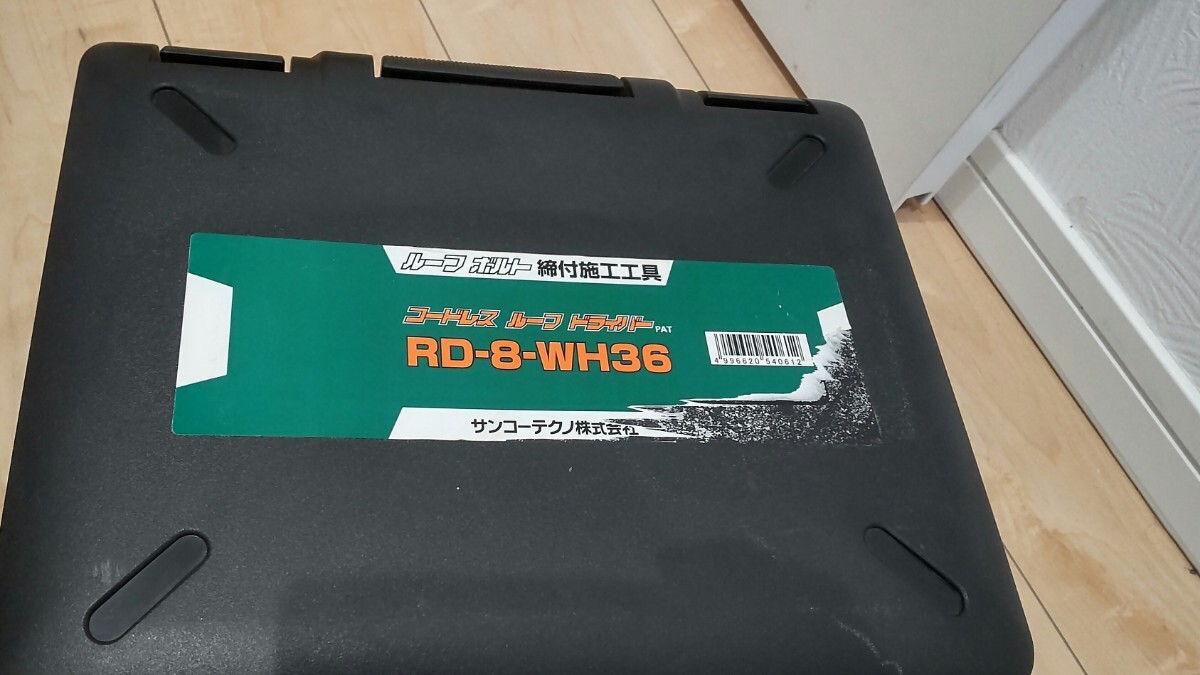 ルーフ ボルト 締付施工工具
コードレス ルーフ ドライバー PAT
RD-8-WH36
4996620540612
サンコーテクノ株式会社